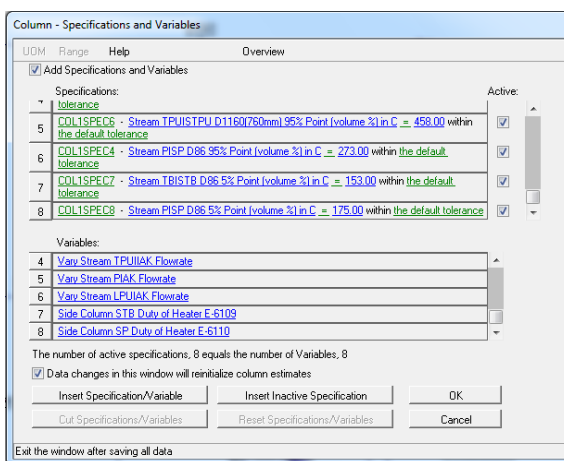 Column - Specifications and Variables
UOM Range Help Overview
Add Specifications and Variables
Specifications: Active:
tolerance
5 COL1SPEC6 - Stream TPUISTPU D1160(760mm) 95% Point (volume %) in C = 458.00 within
the default tolerance
6 COL1SPEC4 - Stream PISP D86 95% Point (volume %) in C = 273.00 within the default
tolerance
7 COL1SPEC7 - Stream TBISTB D86 5% Point (volume %) in C = 153.00 within the default
tolerance
8 COL1SPEC8 - Stream PISP D86 5% Point (volume %) in C = 175.00 within the default tolerance
Variables:
4 Vary Stream TPUIIAK Flowrate
5 Vary Stream PIAK Flowrate
6 Vary Stream LPUIAK Flowrate
7 Side Column STB Duty of Heater E-6109
8 Side Column SP Duty of Heater E-6110
The number of active specifications, 8 equals the number of Variables, 8
Data changes in this window will reinitialize column estimates
Insert Specification/Variable Insert Inactive Specification OK
Cut Specifications/Variables Reset Specifications/Variables Cancel
Exit the window after saving all data